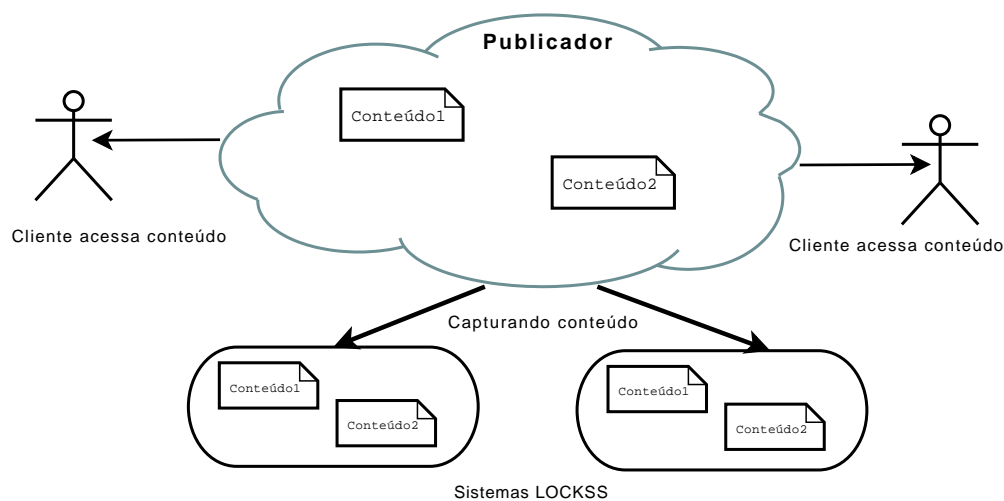 Publicador
Conteúdo1
Conteúdo2
Cliente acessa conteúdo
Cliente acessa conteúdo
Capturando conteúdo
Conteúdo1
Conteúdo2
Conteúdo1
Conteúdo2
Sistemas LOCKSS